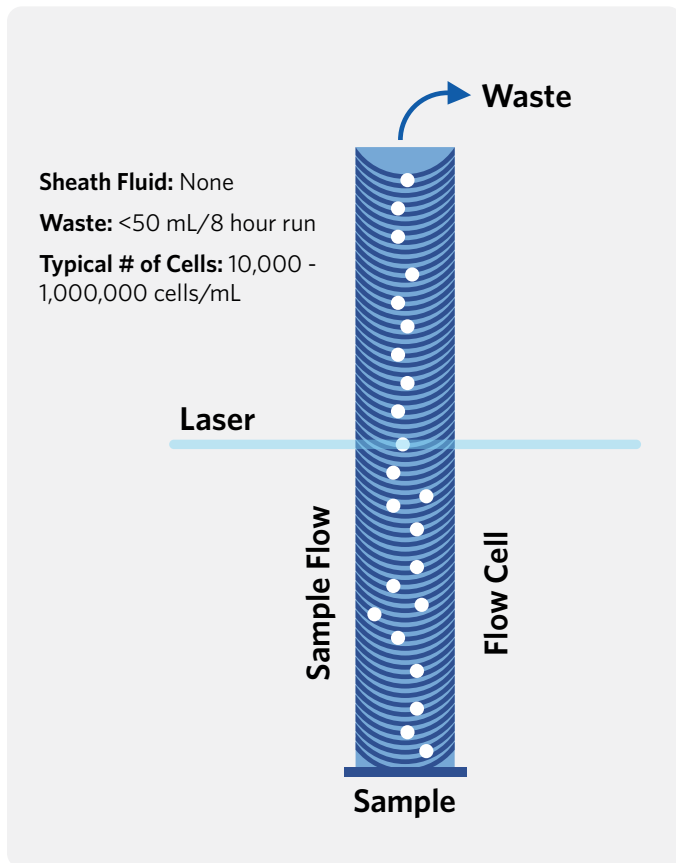 Waste
Sheath Fluid: None
Waste: <50 mL/8 hour run
Typical # of Cells: 10,000 -
1,000,000 cells/mL
Laser
Sample Flow
Flow Cell
Sample